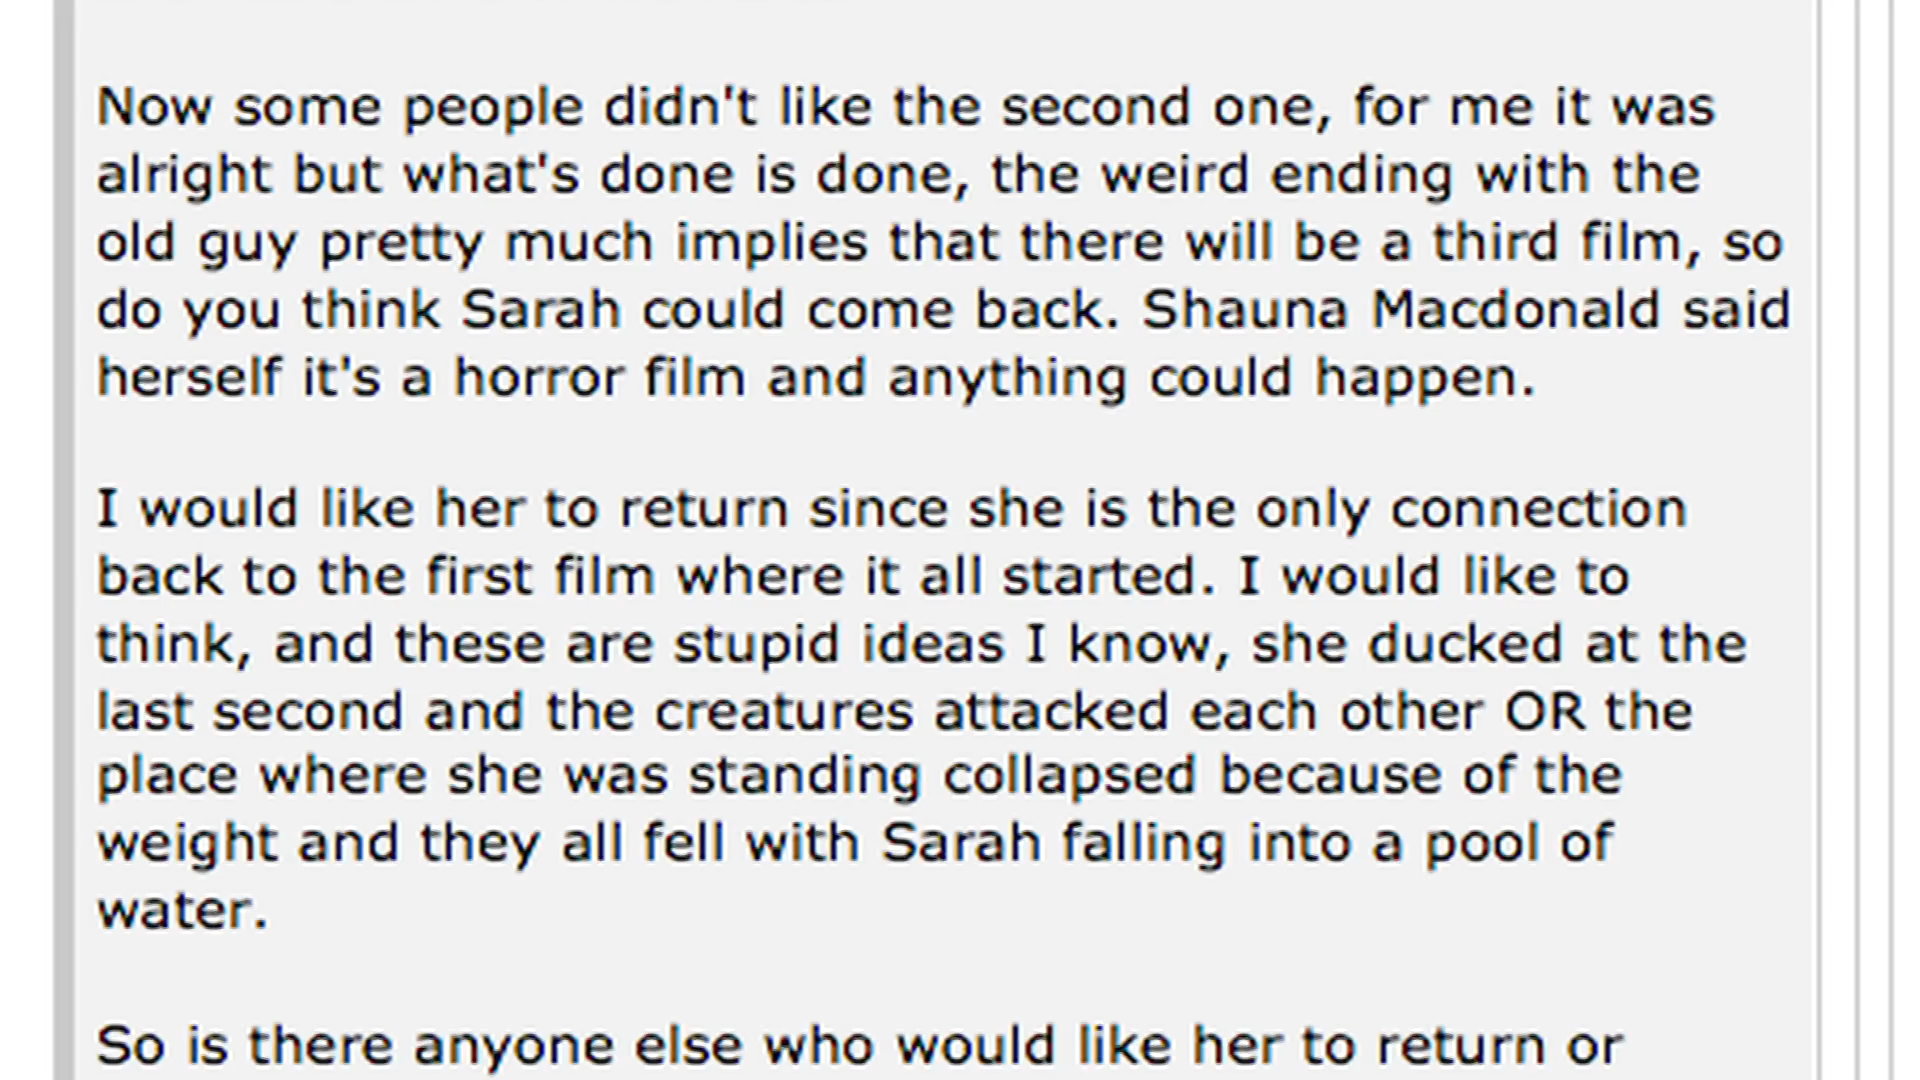 Now some people didn't like the second one, for me it was
alright but what's done is done, the weird ending with the
old guy pretty much implies that there will be a third film, so
do you think Sarah could come back. Shauna Macdonald said
herself it's a horror film and anything could happen.
I would like her to return since she is the only connection
back to the first film where it all started. I would like to
think, and these are stupid ideas I know, she ducked at the
last second and the creatures attacked each other OR the
place where she was standing collapsed because of the
weight and they all fell with Sarah falling into a pool of
water.
So is there anyone else who would like her to return or